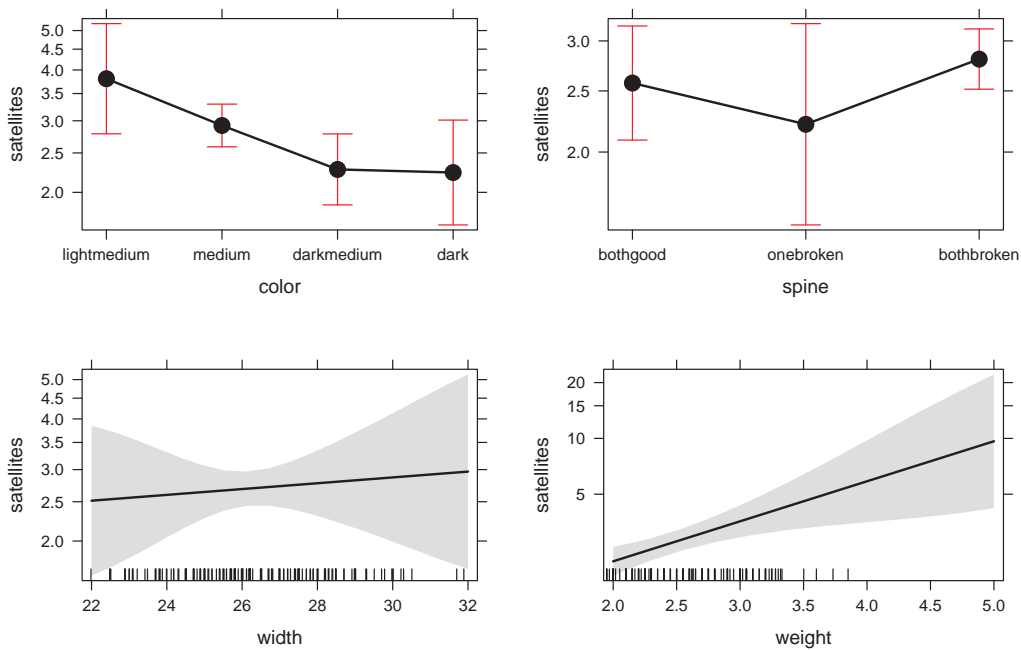 satellites
5.0
4.5
4.0
3.5
3.0
2.5
2.0
lightmedium medium darkmedium dark
color
satellites
3.0
2.5
2.0
bothgood onebroken bothbroken
spine
satellites
5.0
4.5
4.0
3.5
3.0
2.5
2.0
22 24 26 28 30 32
width
satellites
20
15
10
5
2.0 2.5 3.0 3.5 4.0 4.5 5.0
weight